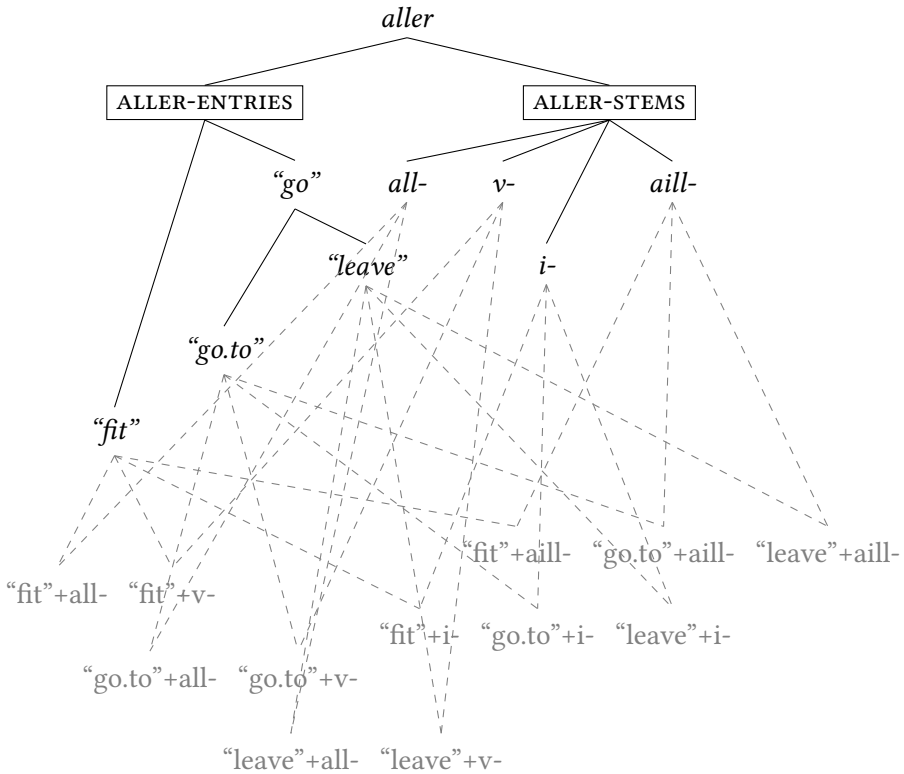 aller
ALLER-ENTRIES ALLER-STEMS
“go” all- v- aill-
“leave” i-
“go.to”
“fit”
“fit”+aill- “go.to”+aill- “leave”+aill-
“fit”+all- “fit”+v-
“fit”+i- “go.to”+i- “leave”+i-
“go.to”+all- “go.to”+v-
“leave”+all- “leave”+v-